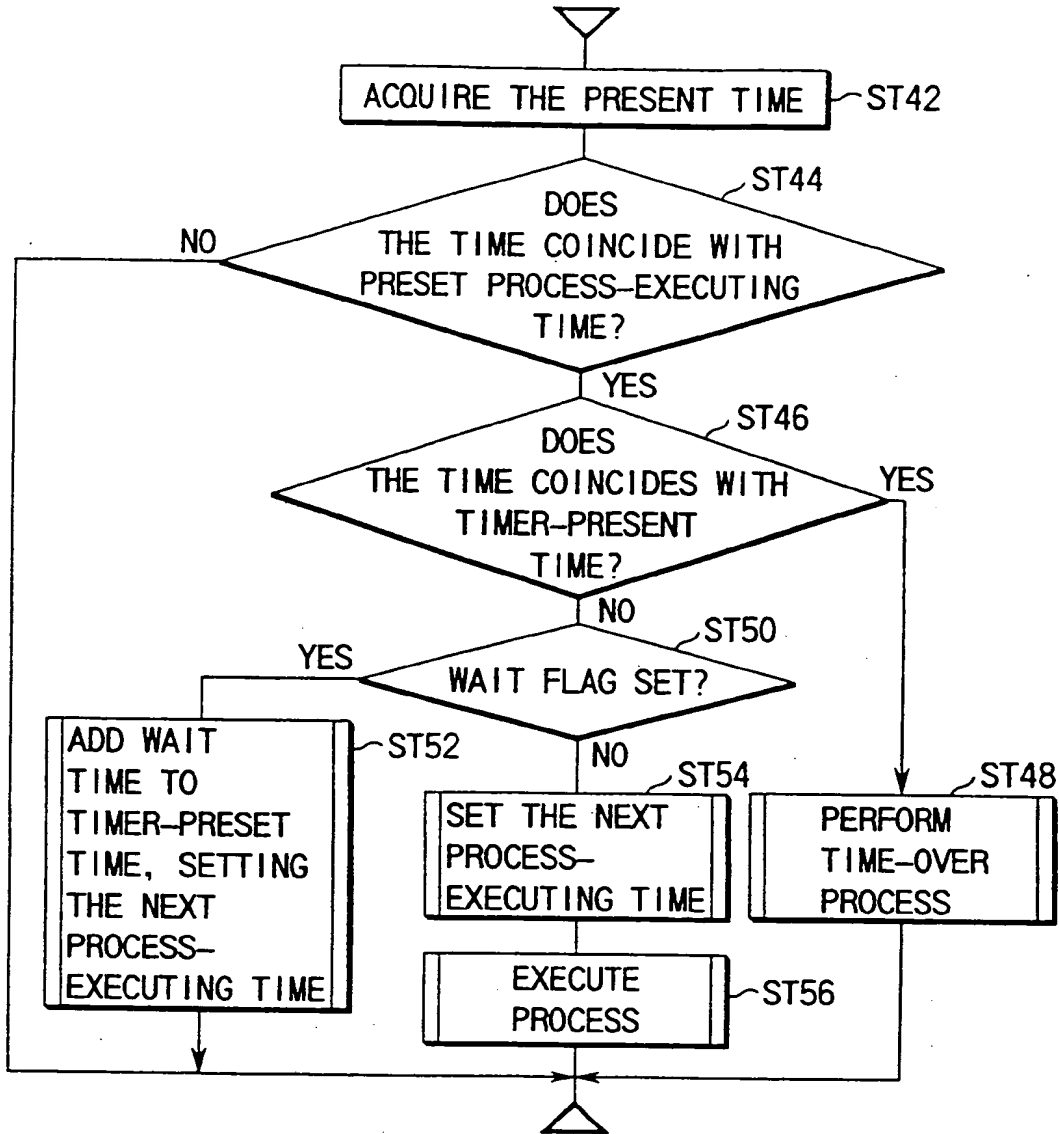 ACQUIRE THE PRESENT TIME
ST42
ST44
DOES
THE TIME COINCIDE WITH
PRESET PROCESS-EXECUTING
TIME?
NO
YES
ST46
DOES
THE TIME COINCIDES WITH
TIMER-PRESENT
TIME?
YES
NO
ST50
WAIT FLAG SET?
YES
NO
ADD WAIT
TIME TO
TIMER-PRESET
TIME, SETTING
THE NEXT
PROCESS-
EXECUTING TIME
ST52
ST54
SET THE NEXT
PROCESS-
EXECUTING TIME
ST48
PERFORM
TIME-OVER
PROCESS
EXECUTE
PROCESS
ST56